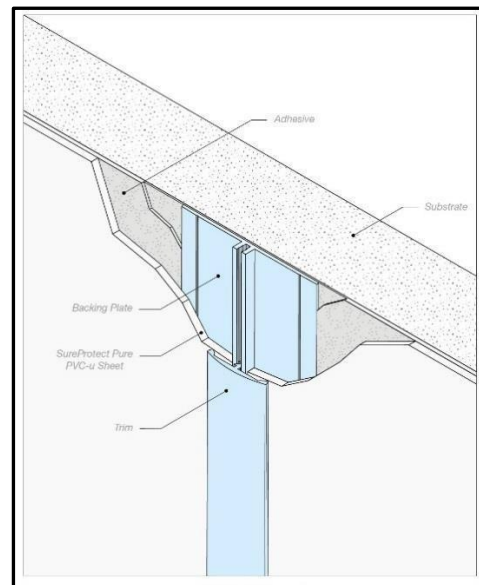 Adhesive
Substrate
Backing Plate
SureProtect Pure
PVC-u Sheet
Trim